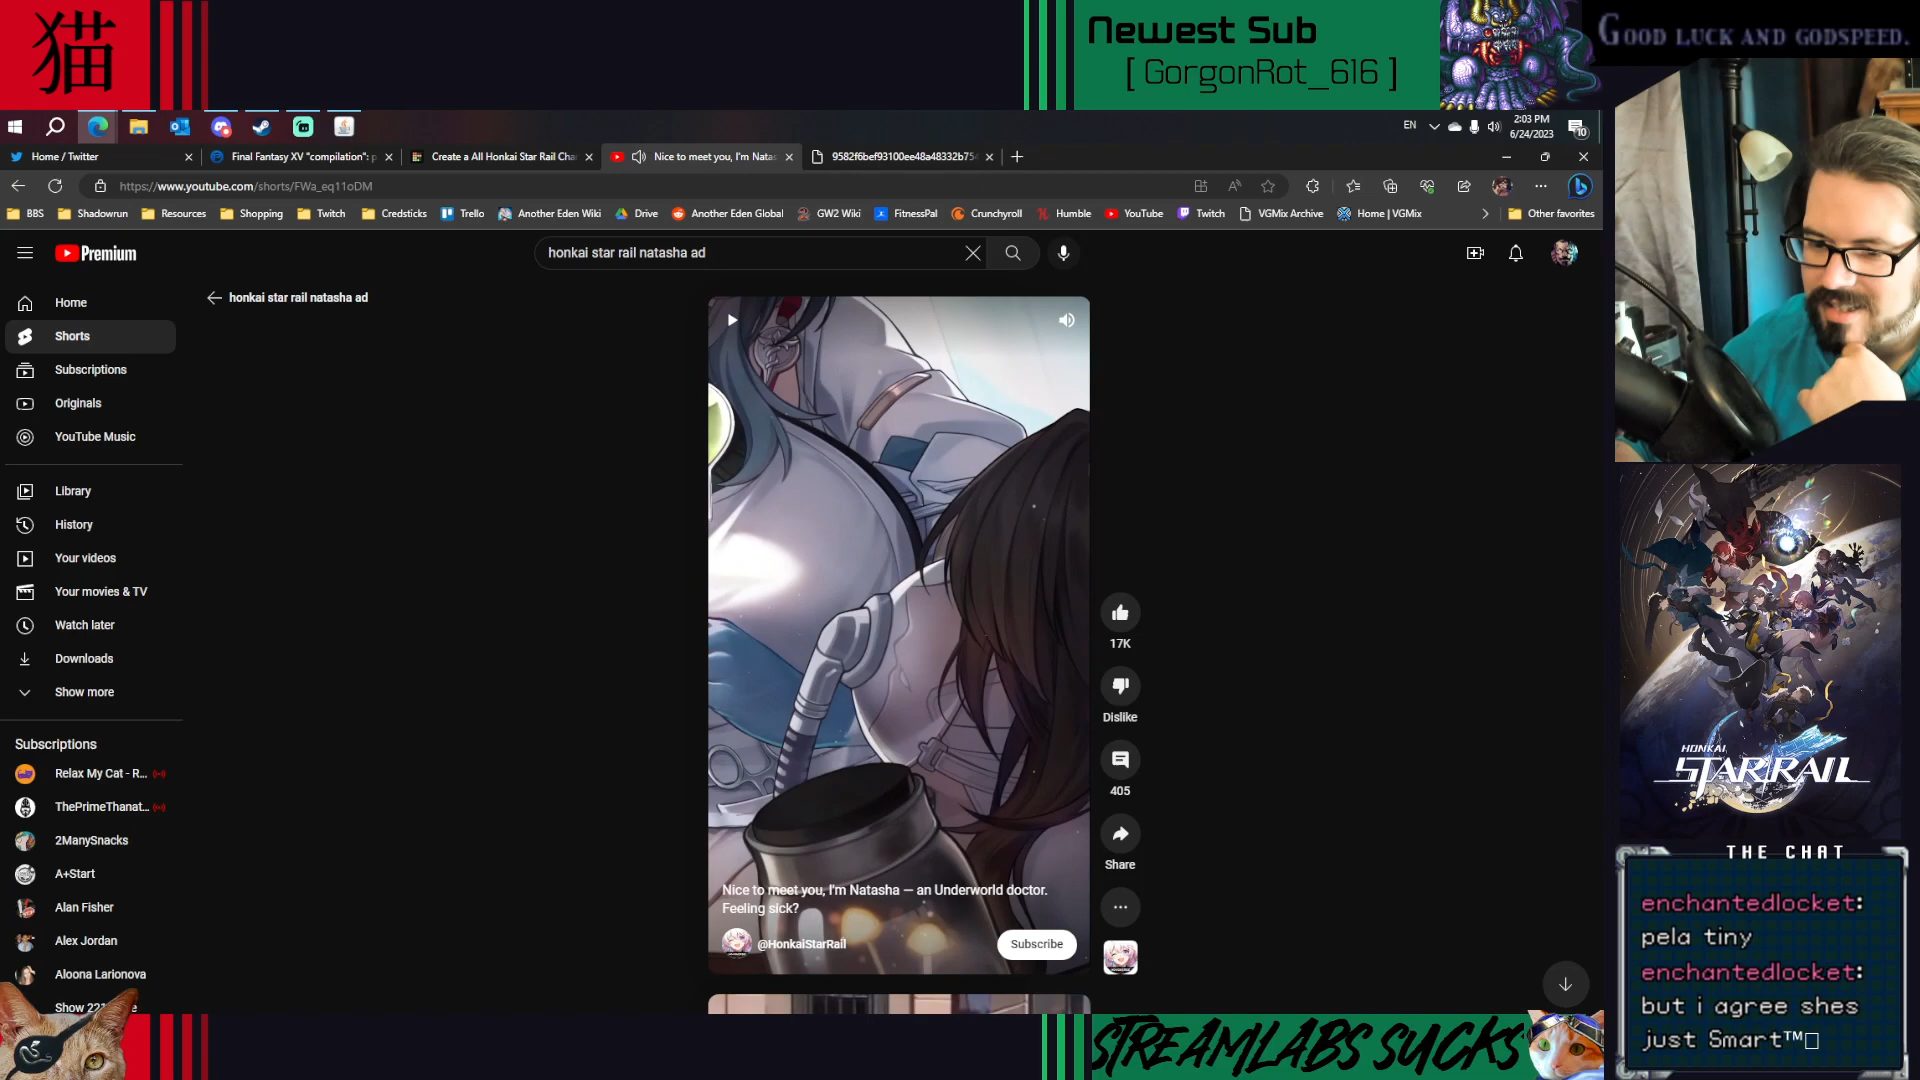 猫
Newest Sub
[ GorgonRot_616 ]
GOOD LUCK AND GODSPEED.
EN
2:03 PM
6/24/2023
10
Home / Twitter
Final Fantasy XV "compilation": p
Create a All Honkai Star Rail Cha
Nice to meet you, I'm Natas
9582f6bef93100ee48a48332b754
https://www.youtube.com/shorts/FWa_eq11oDM
BBS
Shadowrun
Resources
Shopping
Twitch
Credsticks
Trello
Another Eden Wiki
Drive
Another Eden Global
GW2 Wiki
FitnessPal
Crunchyroll
Humble
YouTube
Twitch
VGMix Archive
Home | VGMix
Other favorites
Premium
honkai star rail natasha ad
honkai star rail natasha ad
Home
Shorts
Subscriptions
Originals
YouTube Music
Library
History
Your videos
Your movies & TV
Watch later
Downloads
Show more
Subscriptions
Relax My Cat - R...
ThePrimeThanat...
2ManySnacks
A+Start
Alan Fisher
Alex Jordan
Aloona Larionova
Show 22
17K
Dislike
405
Share
Nice to meet you, I'm Natasha — an Underworld doctor.
Feeling sick?
@HonkaiStarRail
Subscribe
HONKAI
STAR RAIL
THE CHAT
enchantedlocket:
pela tiny
enchantedlocket:
but i agree shes
just Smart™
STREAMLABS SUCKS